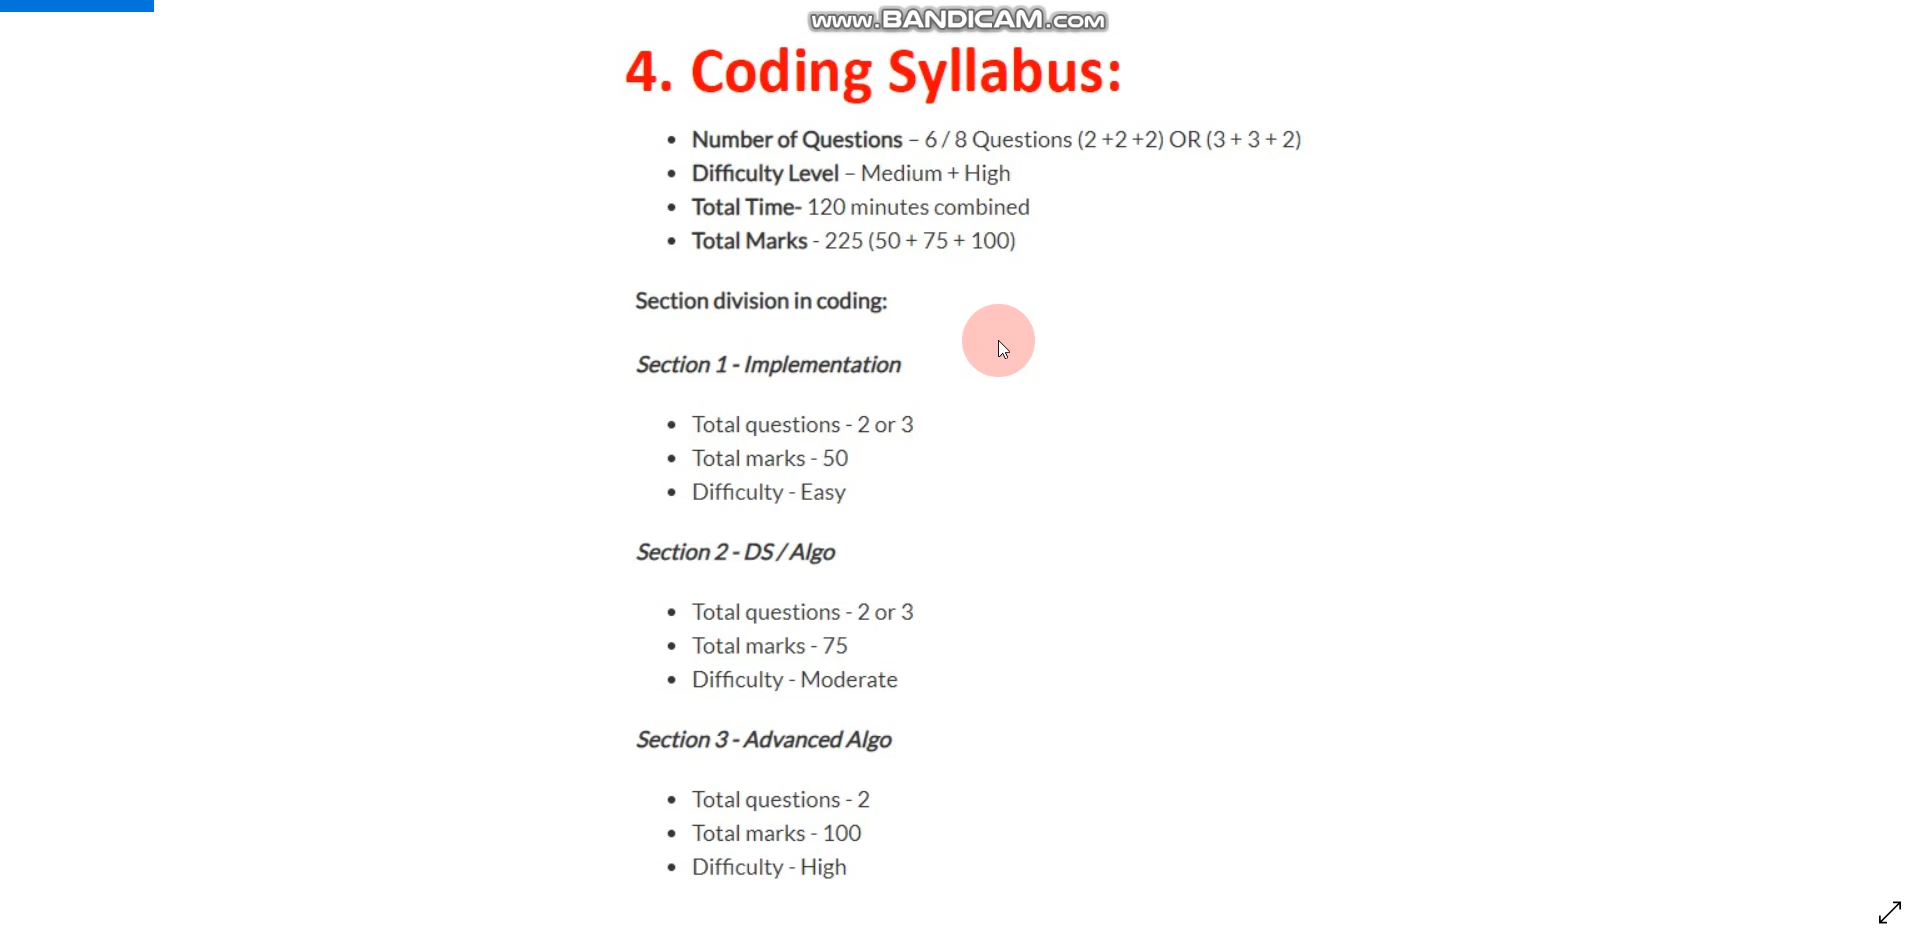 www.BANDICAM.com
4. Coding Syllabus:
• Number of Questions – 6 / 8 Questions (2 +2 +2) OR (3 + 3 + 2)
• Difficulty Level – Medium + High
• Total Time- 120 minutes combined
• Total Marks - 225 (50 + 75 + 100)
Section division in coding:
Section 1 - Implementation
• Total questions - 2 or 3
• Total marks - 50
• Difficulty - Easy
Section 2 - DS / Algo
• Total questions - 2 or 3
• Total marks - 75
• Difficulty - Moderate
Section 3 - Advanced Algo
• Total questions - 2
• Total marks - 100
• Difficulty - High